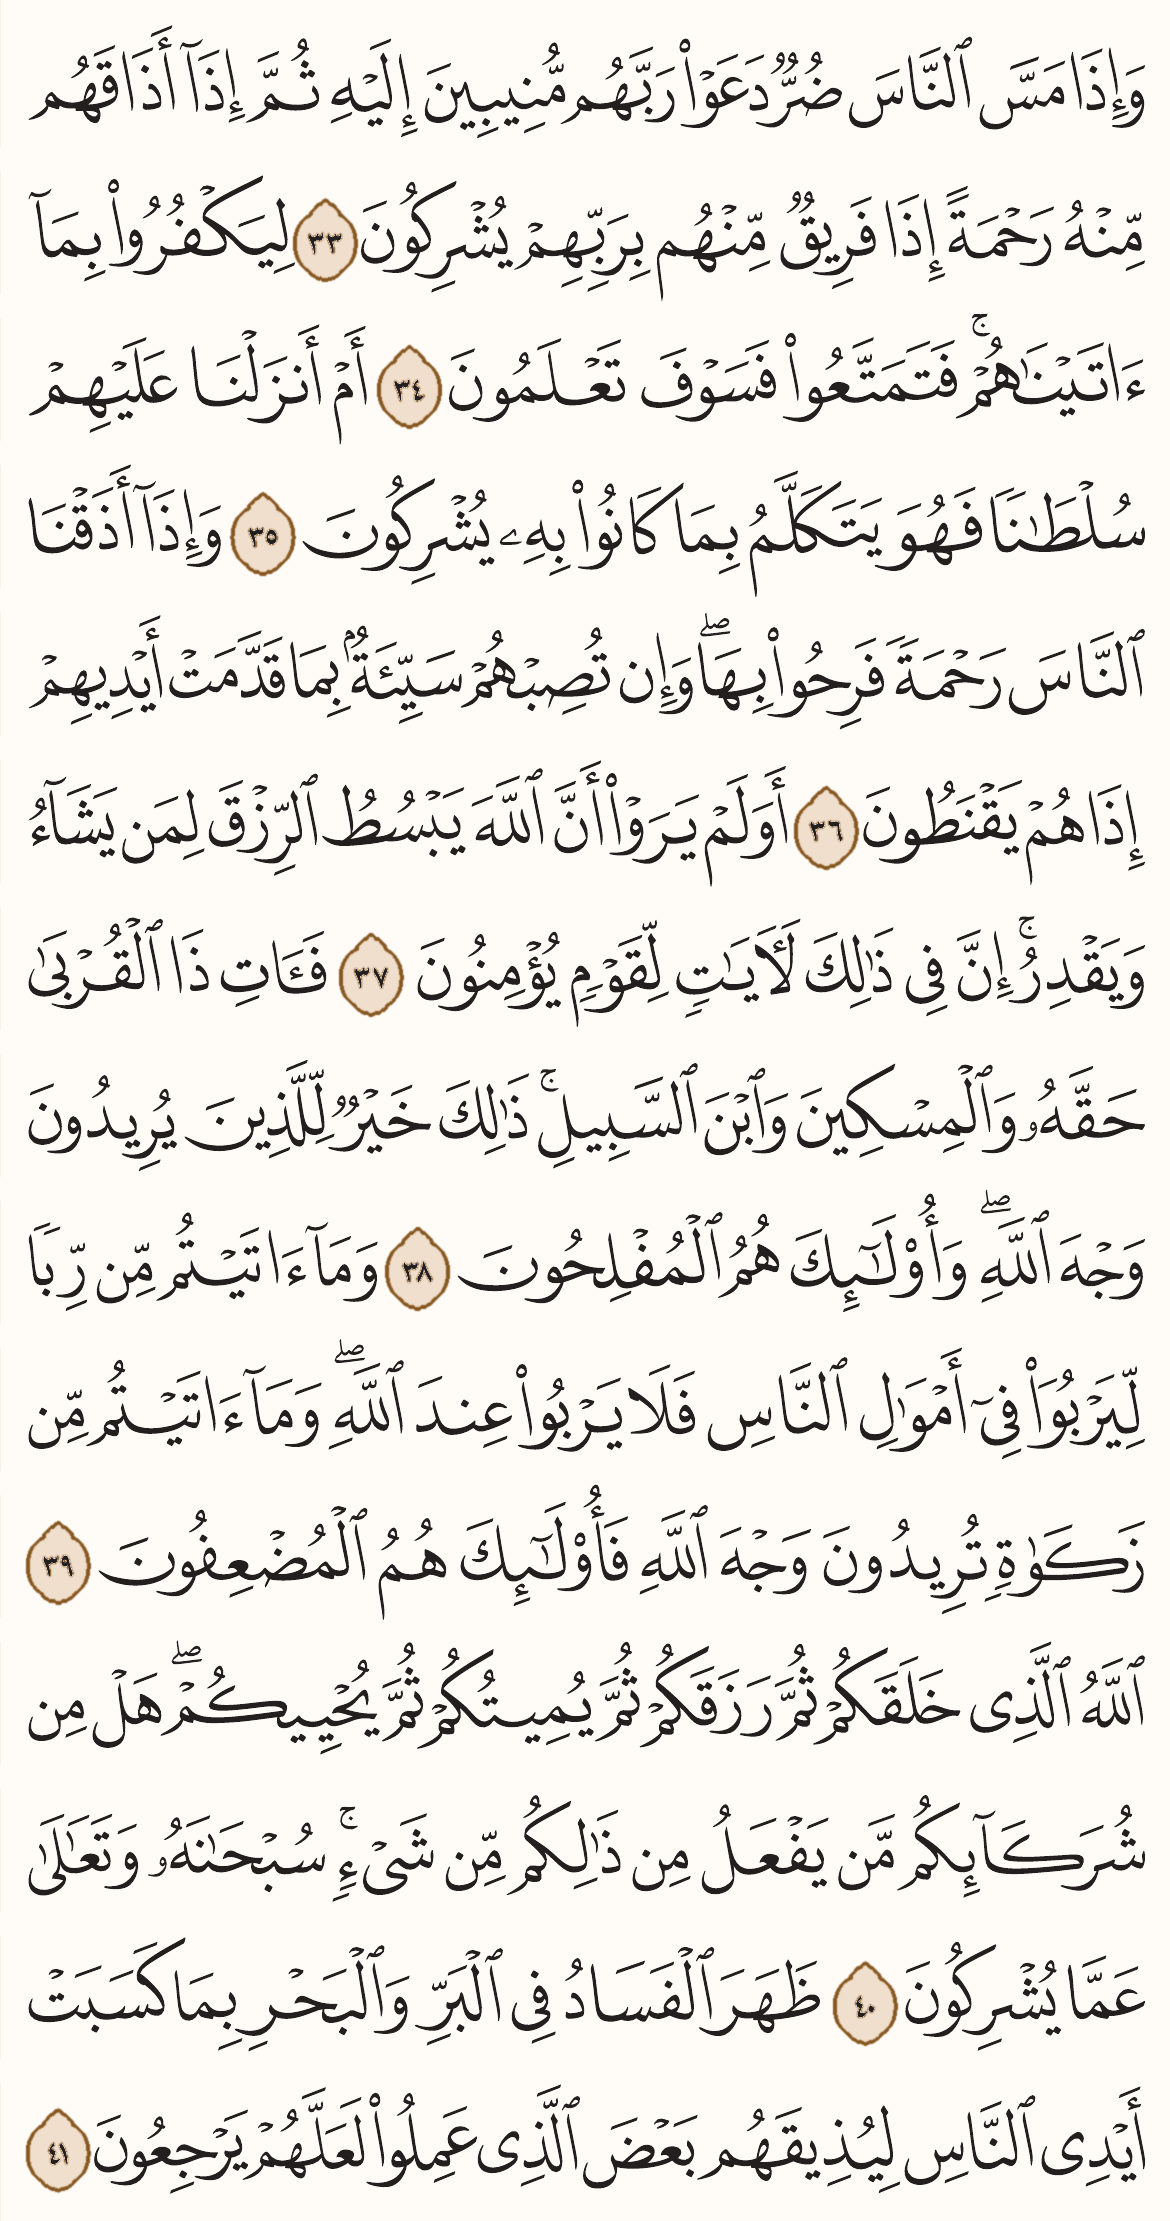 وَإِذَا مَسَّ ٱلنَّاسَ ضُرٌّ دَعَوۡاْ رَبَّهُم مُّنِيبِينَ إِلَيۡهِ ثُمَّ إِذَآ أَذَاقَهُم
مِّنۡهُ رَحۡمَةً إِذَا فَرِيقٌ مِّنۡهُم بِرَبِّهِمۡ يُشۡرِكُونَ ٣٣ لِيَكۡفُرُواْ بِمَآ
ءَاتَيۡنَٰهُمۡۚ فَتَمَتَّعُواْ فَسَوۡفَ تَعۡلَمُونَ ٣٤ أَمۡ أَنزَلۡنَا عَلَيۡهِمۡ
سُلۡطَٰنًا فَهُوَ يَتَكَلَّمُ بِمَا كَانُواْ بِهِۦ يُشۡرِكُونَ ٣٥ وَإِذَآ أَذَقۡنَا
ٱلنَّاسَ رَحۡمَةً فَرِحُواْ بِهَاۖ وَإِن تُصِبۡهُمۡ سَيِّئَةُۢ بِمَا قَدَّمَتۡ أَيۡدِيهِمۡ
إِذَا هُمۡ يَقۡنَطُونَ ٣٦ أَوَلَمۡ يَرَوۡاْ أَنَّ ٱللَّهَ يَبۡسُطُ ٱلرِّزۡقَ لِمَن يَشَآءُ
وَيَقۡدِرُۚ إِنَّ فِي ذَٰلِكَ لَأٓيَٰتٍ لِّقَوۡمٍ يُؤۡمِنُونَ ٣٧ فَـَٔاتِ ذَا ٱلۡقُرۡبَىٰ
حَقَّهُۥ وَٱلۡمِسۡكِينَ وَٱبۡنَ ٱلسَّبِيلِۚ ذَٰلِكَ خَيۡرٌ لِّلَّذِينَ يُرِيدُونَ
وَجۡهَ ٱللَّهِۖ وَأُوْلَٰٓئِكَ هُمُ ٱلۡمُفۡلِحُونَ ٣٨ وَمَآ ءَاتَيۡتُم مِّن رِّبًا
لِّيَرۡبُوَاْ فِيٓ أَمۡوَٰلِ ٱلنَّاسِ فَلَا يَرۡبُواْ عِندَ ٱللَّهِۖ وَمَآ ءَاتَيۡتُم مِّن
زَكَوٰةٍ تُرِيدُونَ وَجۡهَ ٱللَّهِ فَأُوْلَٰٓئِكَ هُمُ ٱلۡمُضۡعِفُونَ ٣٩
ٱللَّهُ ٱلَّذِي خَلَقَكُمۡ ثُمَّ رَزَقَكُمۡ ثُمَّ يُمِيتُكُمۡ ثُمَّ يُحۡيِيكُمۡۖ هَلۡ مِن
شُرَكَآئِكُم مَّن يَفۡعَلُ مِن ذَٰلِكُم مِّن شَيۡءٍۚ سُبۡحَٰنَهُۥ وَتَعَٰلَىٰ
عَمَّا يُشۡرِكُونَ ٤٠ ظَهَرَ ٱلۡفَسَادُ فِي ٱلۡبَرِّ وَٱلۡبَحۡرِ بِمَا كَسَبَتۡ
أَيۡدِي ٱلنَّاسِ لِيُذِيقَهُم بَعۡضَ ٱلَّذِي عَمِلُواْ لَعَلَّهُمۡ يَرۡجِعُونَ ٤١